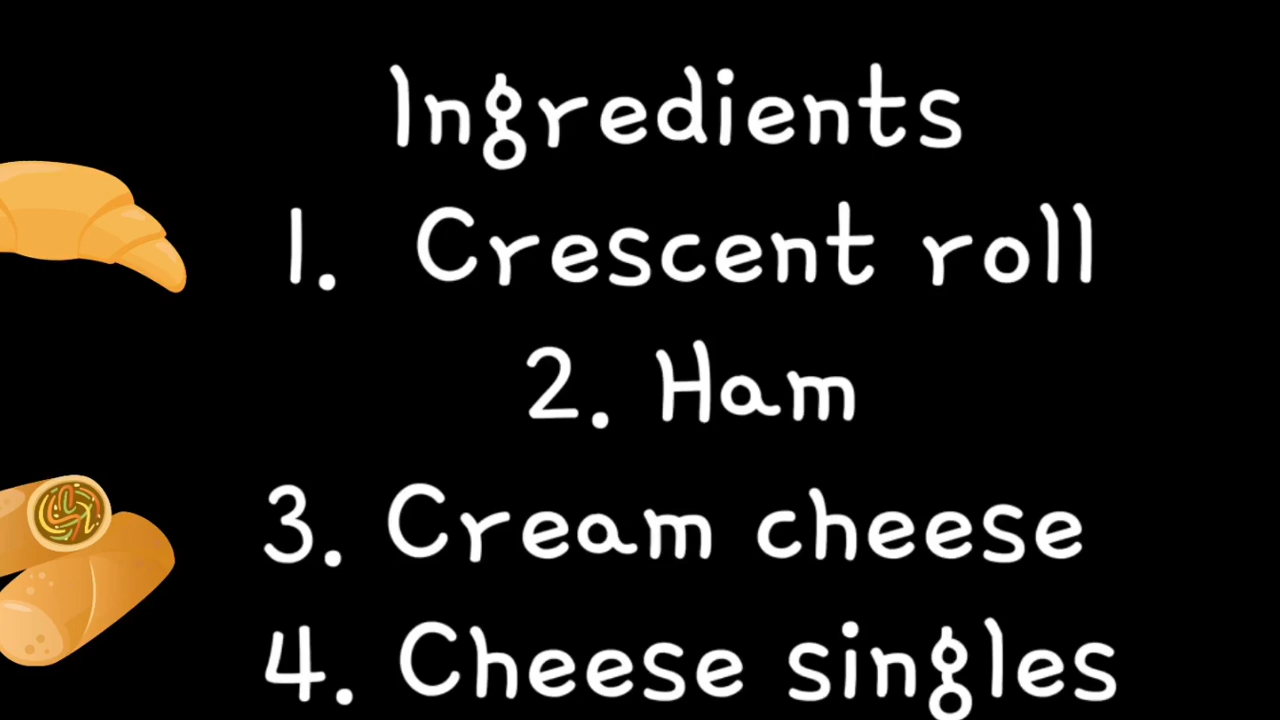 Ingredients
1. Crescent roll
2. Ham
3. Cream cheese
4. Cheese singles